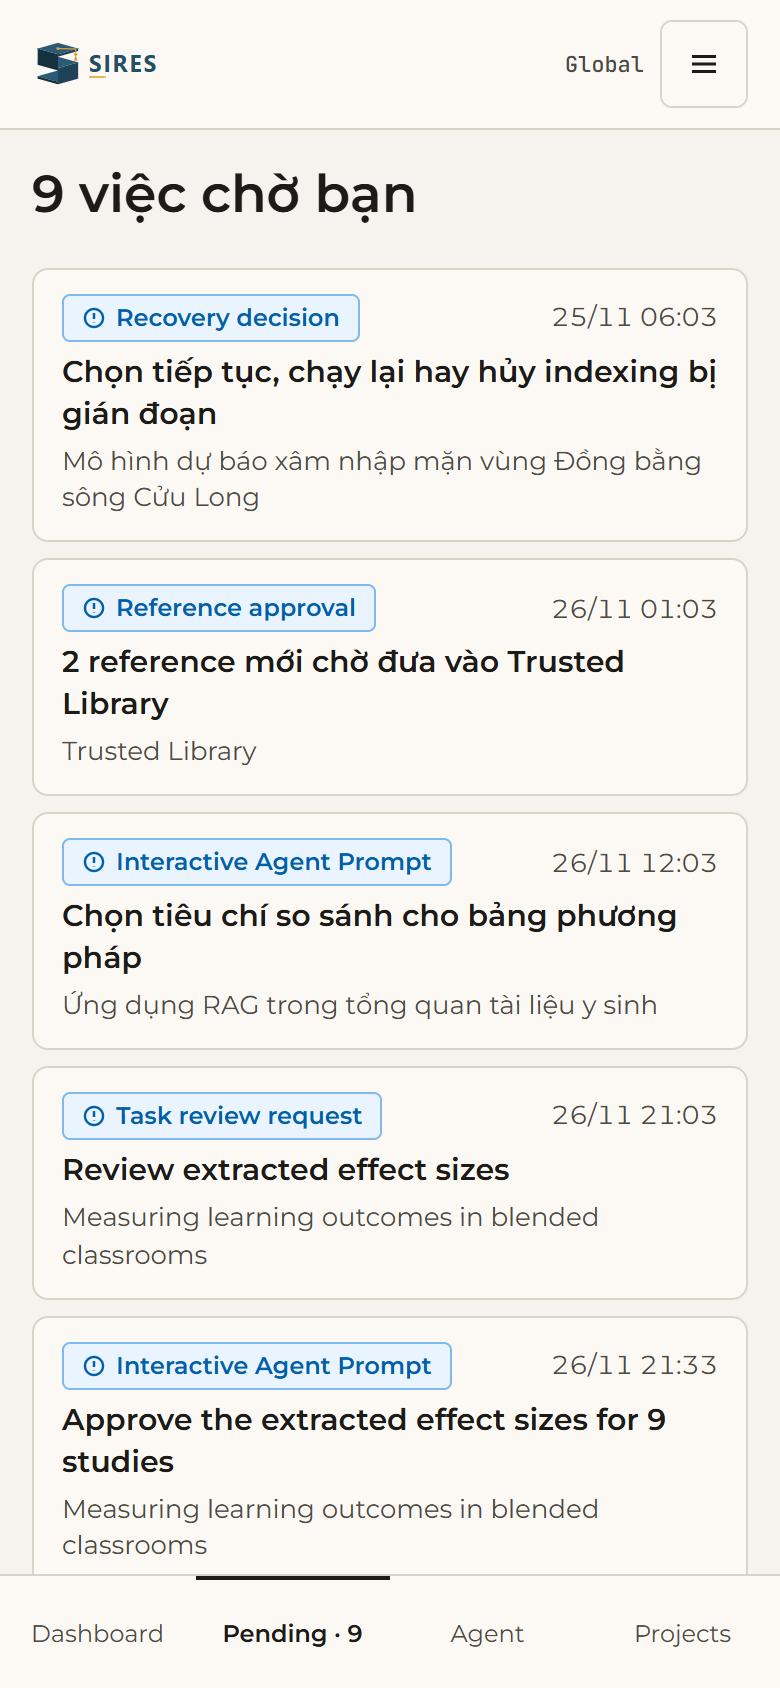 SIRES
Global
9 việc chờ bạn
Recovery decision
25/11 06:03
Chọn tiếp tục, chạy lại hay hủy indexing bị
gián đoạn
Mô hình dự báo xâm nhập mặn vùng Đồng bằng
sông Cửu Long
Reference approval
26/11 01:03
2 reference mới chờ đưa vào Trusted
Library
Trusted Library
Interactive Agent Prompt
26/11 12:03
Chọn tiêu chí so sánh cho bảng phương
pháp
Ứng dụng RAG trong tổng quan tài liệu y sinh
Task review request
26/11 21:03
Review extracted effect sizes
Measuring learning outcomes in blended
classrooms
Interactive Agent Prompt
26/11 21:33
Approve the extracted effect sizes for 9
studies
Measuring learning outcomes in blended
classrooms
Dashboard
Pending · 9
Agent
Projects